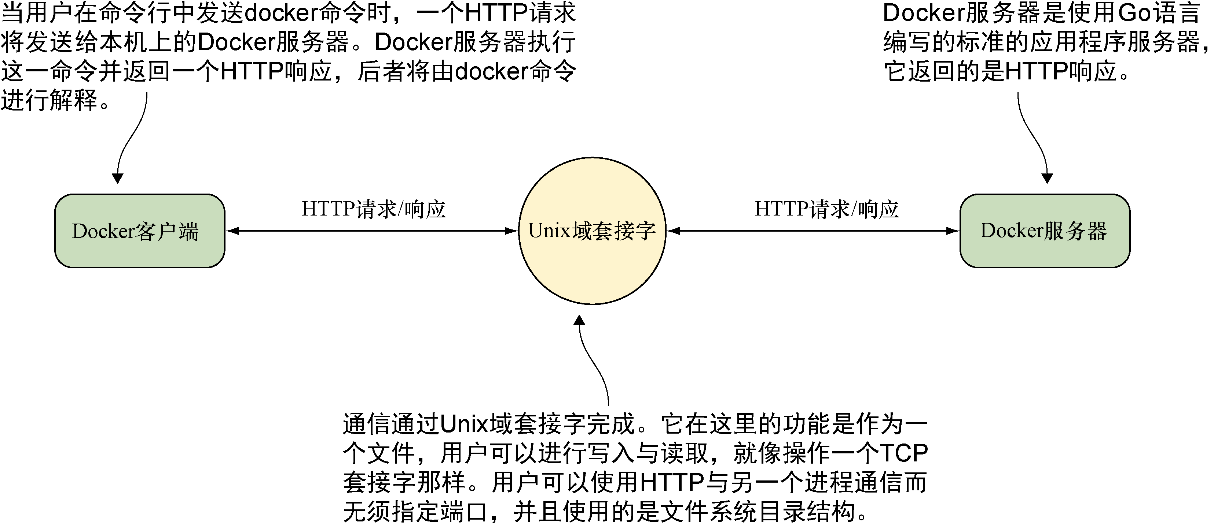 当用户在命令行中发送docker命令时，一个HTTP请求
将发送给本机上的Docker服务器。Docker服务器执行
这一命令并返回一个HTTP响应，后者将由docker命令
进行解释。
Docker服务器是使用Go语言
编写的标准的应用程序服务器，
它返回的是HTTP响应。
Docker客户端
HTTP请求/响应
Unix域套接字
HTTP请求/响应
Docker服务器
通信通过Unix域套接字完成。它在这里的功能是作为一
个文件，用户可以进行写入与读取，就像操作一个TCP
套接字那样。用户可以使用HTTP与另一个进程通信而
无须指定端口，并且使用的是文件系统目录结构。